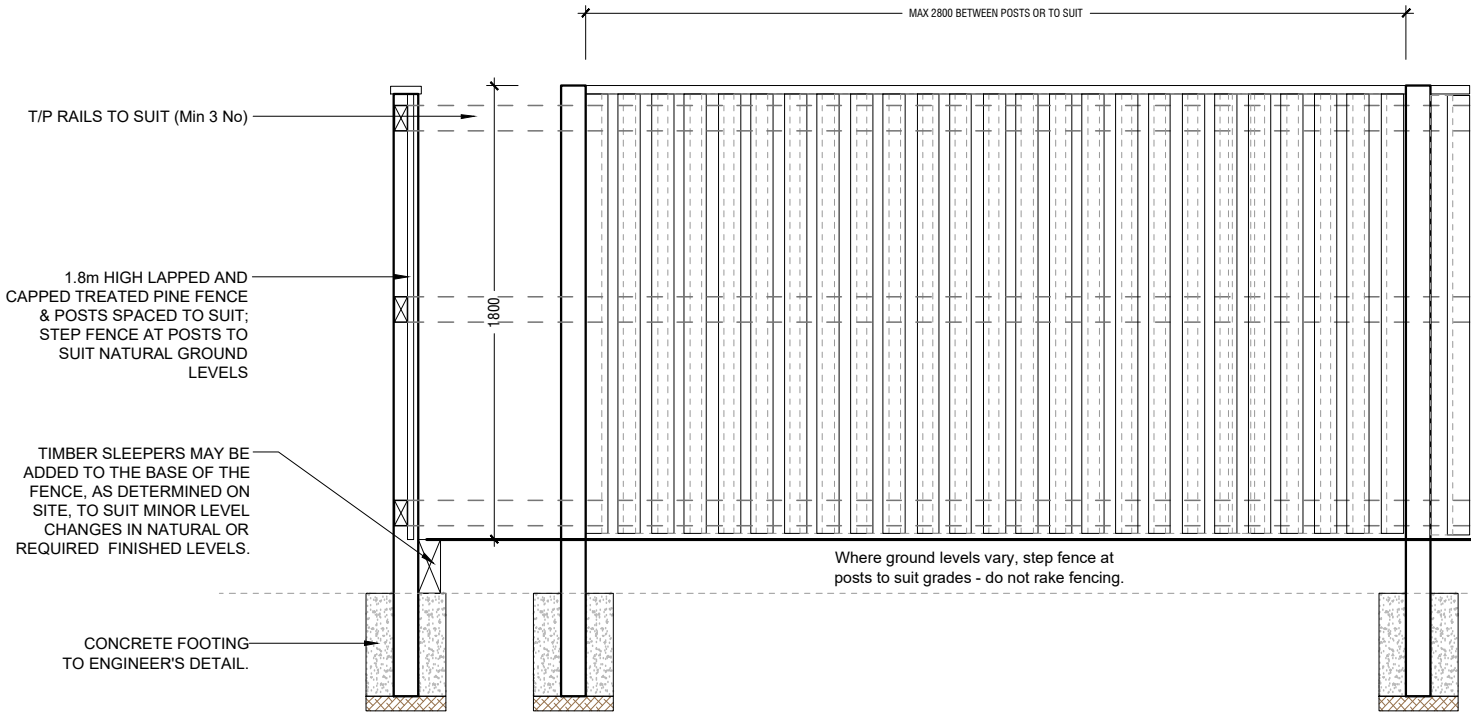 MAX 2800 BETWEEN POSTS OR TO SUIT
T/P RAILS TO SUIT (Min 3 No)
1.8m HIGH LAPPED AND
CAPPED TREATED PINE FENCE
& POSTS SPACED TO SUIT;
STEP FENCE AT POSTS TO
SUIT NATURAL GROUND
LEVELS
1800
TIMBER SLEEPERS MAY BE
ADDED TO THE BASE OF THE
FENCE, AS DETERMINED ON
SITE, TO SUIT MINOR LEVEL
CHANGES IN NATURAL OR
REQUIRED FINISHED LEVELS.
Where ground levels vary, step fence at
posts to suit grades - do not rake fencing.
CONCRETE FOOTING
TO ENGINEER'S DETAIL.